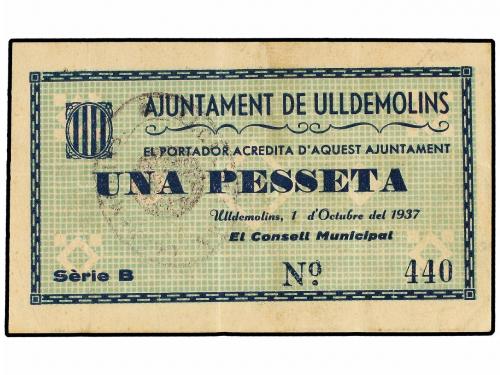 AJUNTAMENT DE ULLDEMOLINS
EL PORTADOR ACREDITA D'AQUEST AJUNTAMENT
UNA PESSETA
Ulldemolins, 1 d'Octubre del 1937
El Consell Municipal
Sèrie B Nº 440